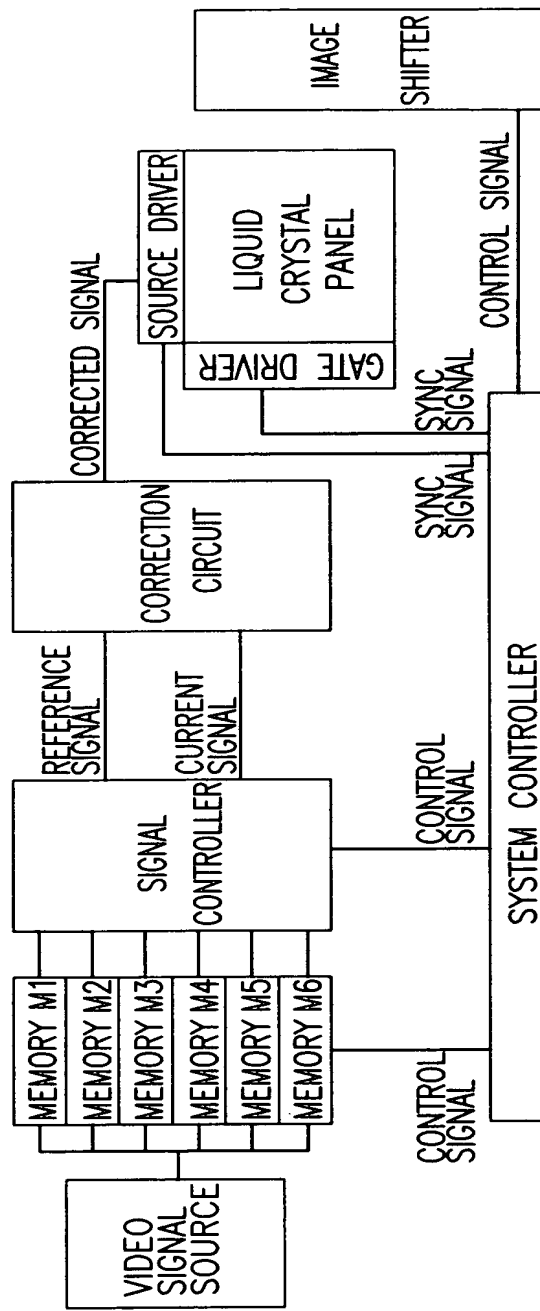 VIDEO
SIGNAL
SOURCE
MEMORY M1
MEMORY M2
MEMORY M3
MEMORY M4
MEMORY M5
MEMORY M6
SIGNAL
CONTROLLER
REFERENCE
SIGNAL
CURRENT
SIGNAL
CORRECTION
CIRCUIT
CORRECTED SIGNAL
SOURCE DRIVER
GATE DRIVER
LIQUID
CRYSTAL
PANEL
IMAGE
SHIFTER
CONTROL
SIGNAL
CONTROL
SIGNAL
SYNC
SIGNAL
SYNC
SIGNAL
CONTROL SIGNAL
SYSTEM CONTROLLER